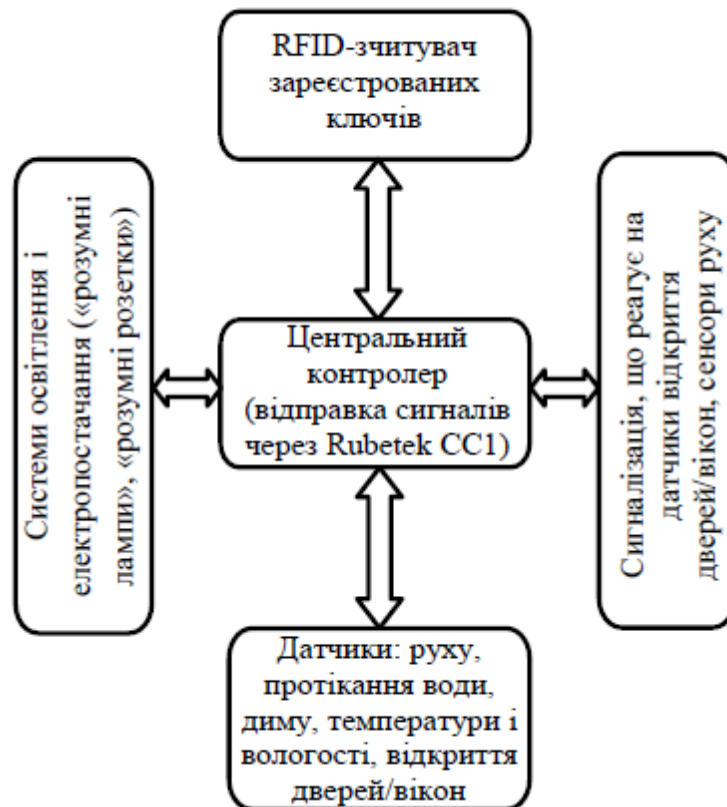 RFID-зчитувач
зареєстрованих
ключів
Системи освітлення і
електропостачання («розумні
лампи», «розумні розетки»)
Центральний
контролер
(відправка сигналів
через Rubetek CC1)
Сигналізація, що реагує на
датчики відкриття
дверей/вікон, сенсори руху
Датчики: руху,
протікання води,
диму, температури і
вологості, відкриття
дверей/вікон